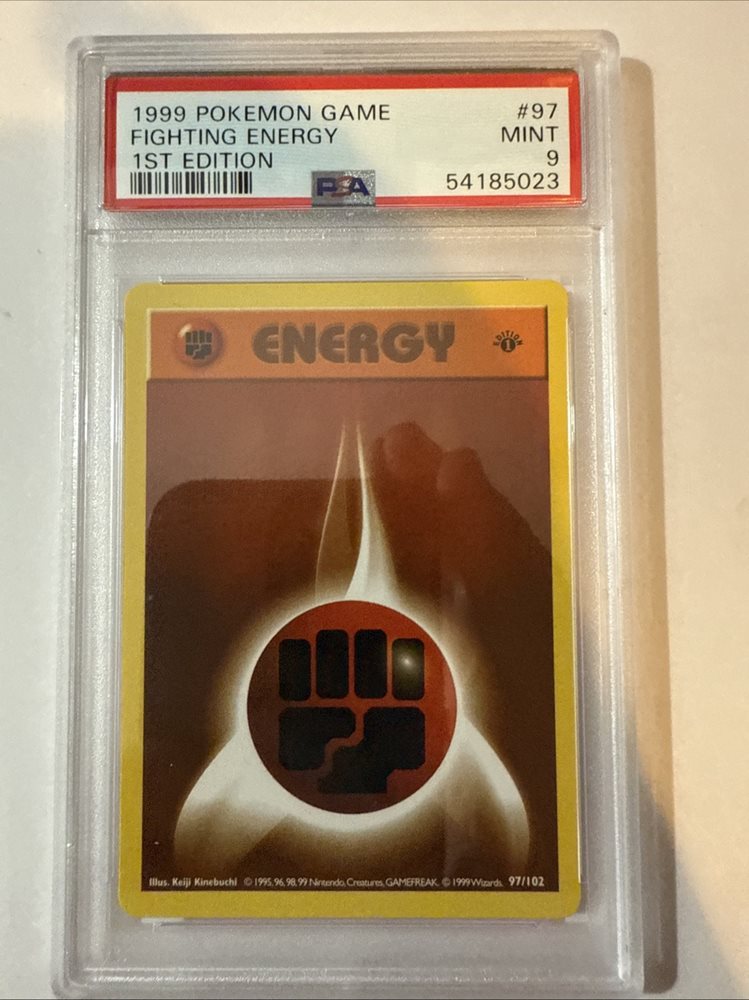 1999 POKEMON GAME #97
FIGHTING ENERGY MINT
1ST EDITION 9
PSA 54185023
ENERGY
EDITION 1
Illus. Keiji Kinebuchi © 1995, 96, 98, 99 Nintendo, Creatures, GAMEFREAK. © 1999 Wizards. 97/102